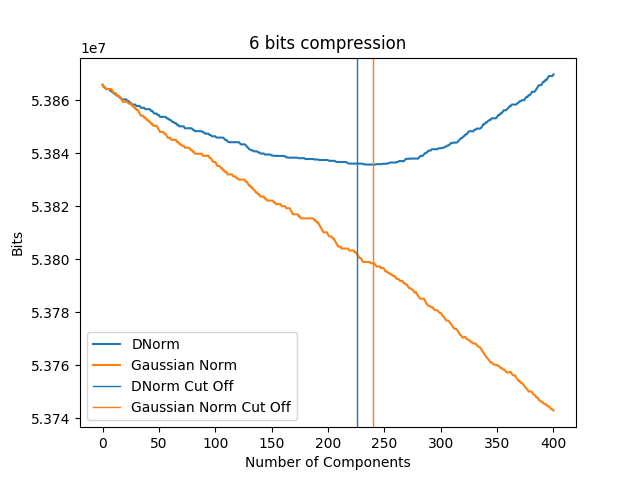 6 bits compression
1e7
5.386
5.384
5.382
5.380
5.378
5.376
5.374
Bits
DNorm
Gaussian Norm
DNorm Cut Off
Gaussian Norm Cut Off
0 50 100 150 200 250 300 350 400
Number of Components